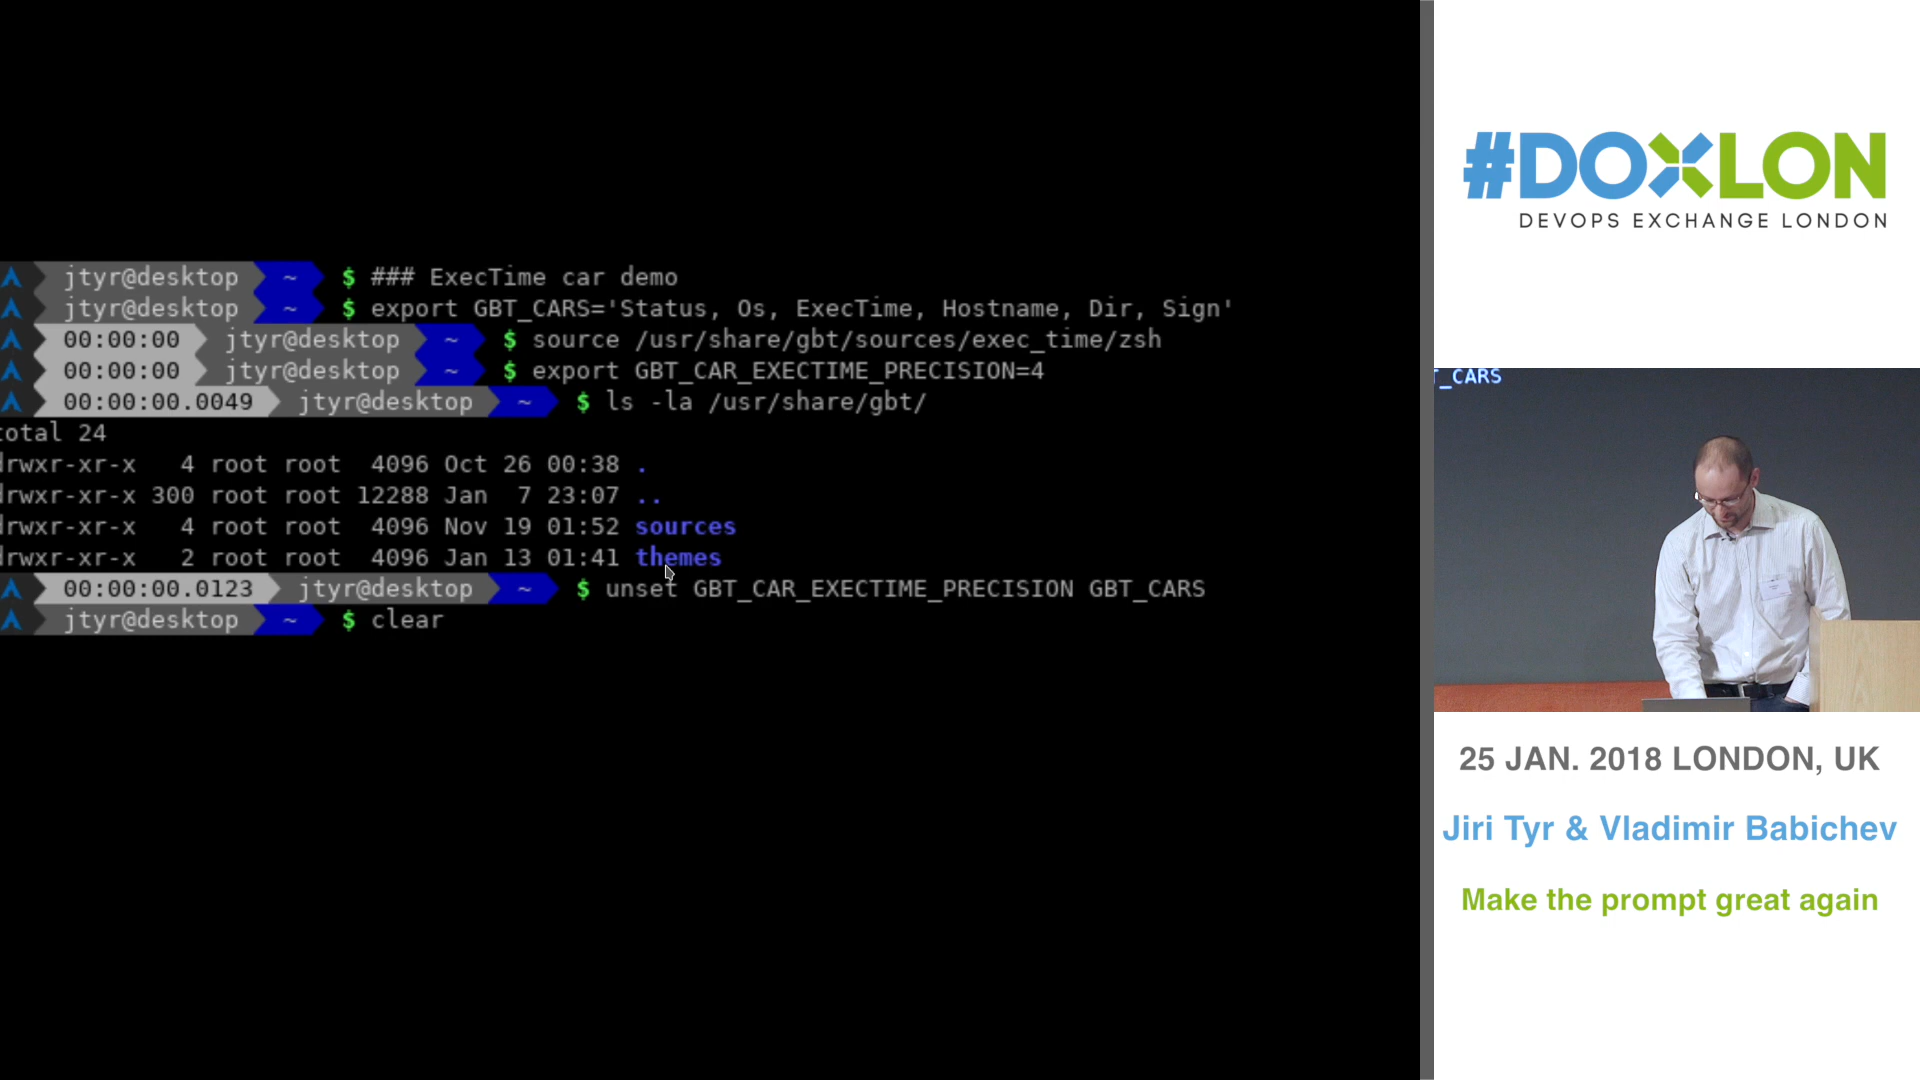 jtyr@desktop ~ $ ### ExecTime car demo
jtyr@desktop ~ $ export GBT_CARS='Status, Os, ExecTime, Hostname, Dir, Sign'
00:00:00 jtyr@desktop ~ $ source /usr/share/gbt/sources/exec_time/zsh
00:00:00 jtyr@desktop ~ $ export GBT_CAR_EXECTIME_PRECISION=4
00:00:00.0049 jtyr@desktop ~ $ ls -la /usr/share/gbt/
total 24
drwxr-xr-x 4 root root 4096 Oct 26 00:38 .
drwxr-xr-x 300 root root 12288 Jan 7 23:07 ..
drwxr-xr-x 4 root root 4096 Nov 19 01:52 sources
drwxr-xr-x 2 root root 4096 Jan 13 01:41 themes
00:00:00.0123 jtyr@desktop ~ $ unset GBT_CAR_EXECTIME_PRECISION GBT_CARS
jtyr@desktop ~ $ clear
#DOXLON
DEVOPS EXCHANGE LONDON
T_CARS
25 JAN. 2018 LONDON, UK
Jiri Tyr & Vladimir Babichev
Make the prompt great again